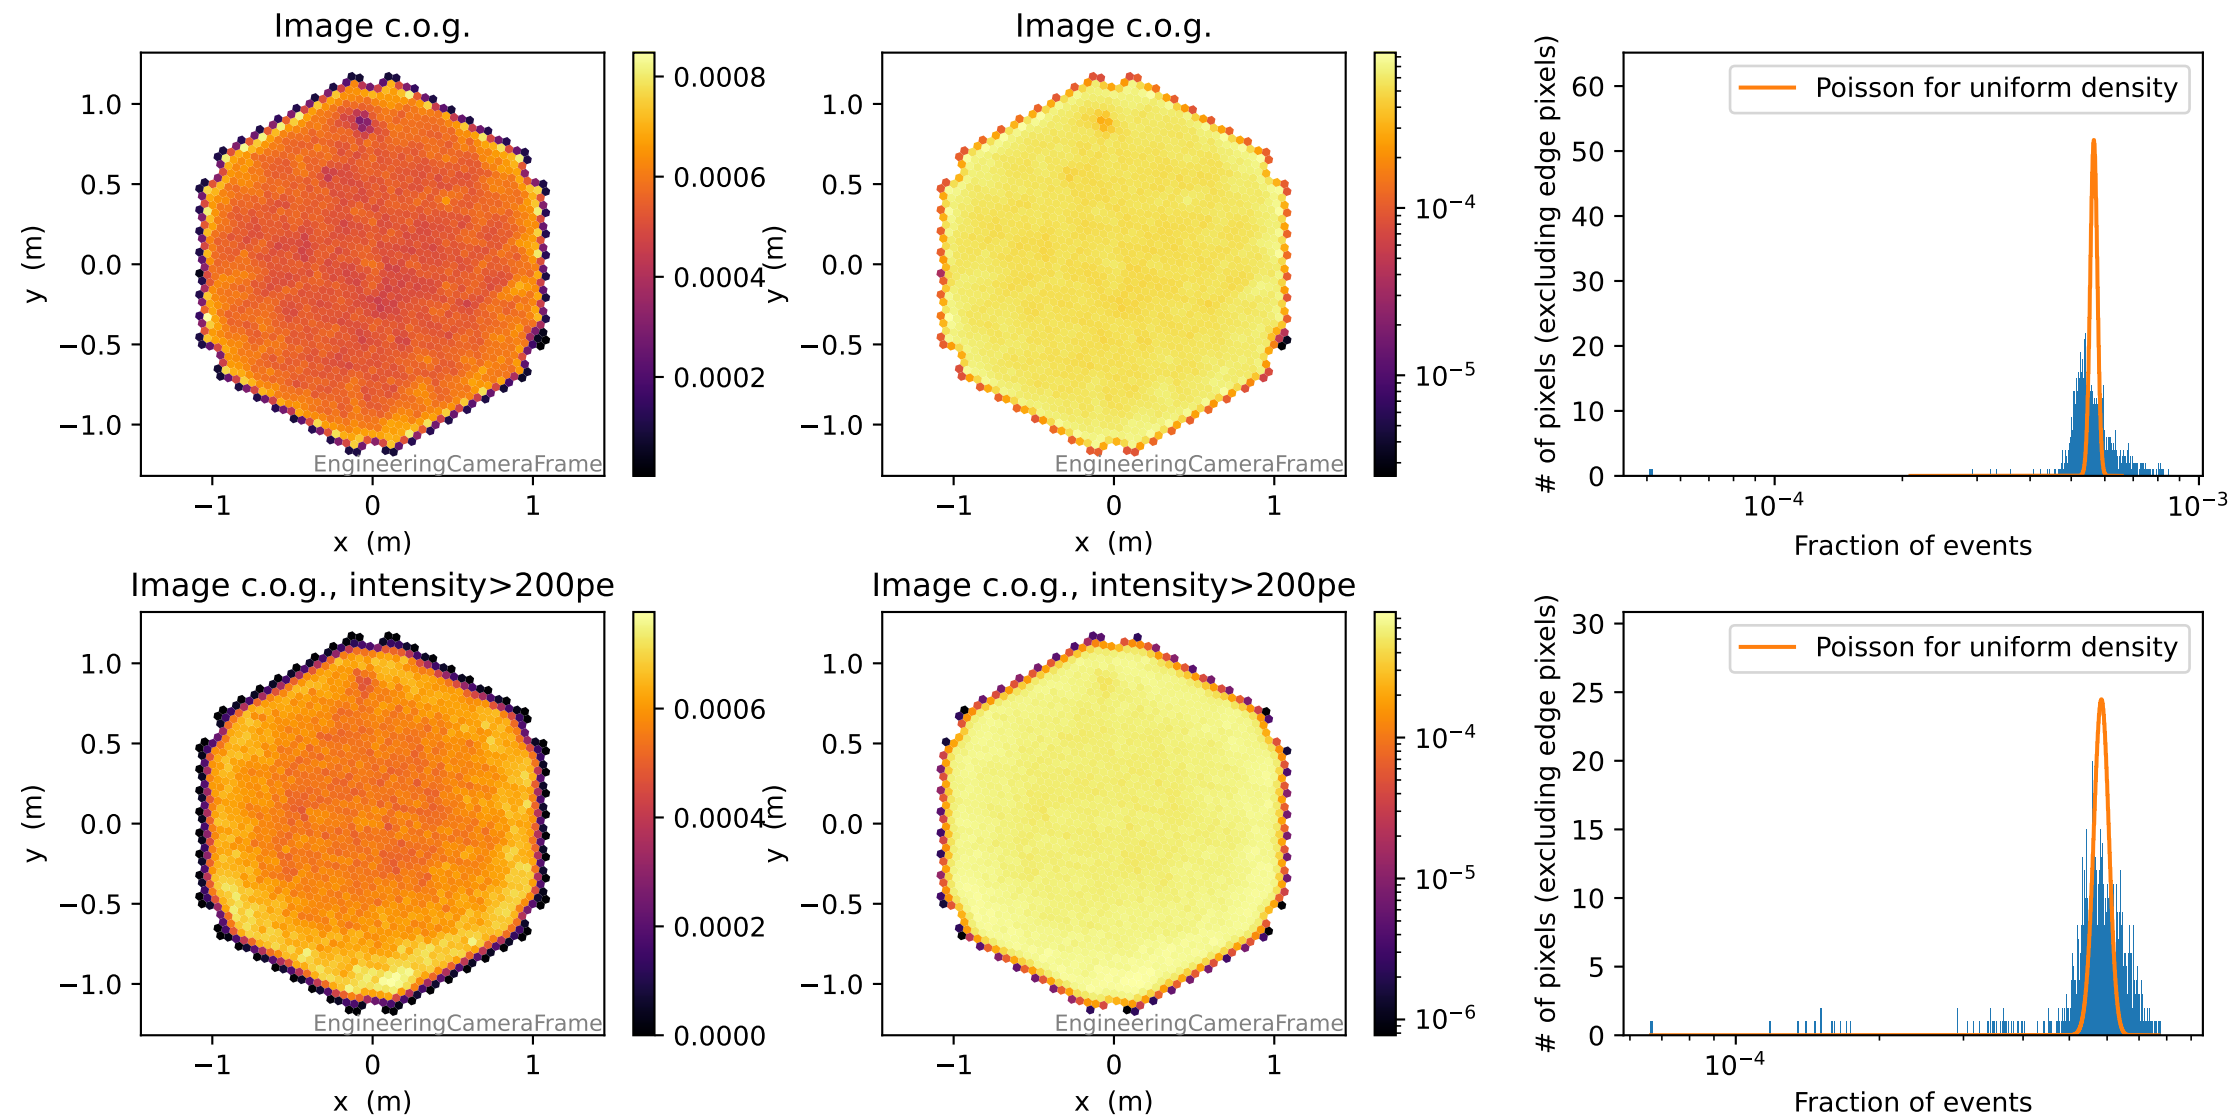 Image c.o.g.
1.0
0.5
0.0
−0.5
−1.0
y (m)
−1
0
1
x (m)
EngineeringCameraFrame
0.0008
0.0006
0.0004
0.0002
Image c.o.g.
1.0
0.5
0.0
−0.5
−1.0
y (m)
−1
0
1
x (m)
EngineeringCameraFrame
10⁻⁴
10⁻⁵
# of pixels (excluding edge pixels)
60
50
40
30
20
10
0
Poisson for uniform density
10⁻⁴
10⁻³
Fraction of events
Image c.o.g., intensity>200pe
1.0
0.5
0.0
−0.5
−1.0
y (m)
−1
0
1
x (m)
EngineeringCameraFrame
0.0006
0.0004
0.0002
0.0000
Image c.o.g., intensity>200pe
1.0
0.5
0.0
−0.5
−1.0
y (m)
−1
0
1
x (m)
EngineeringCameraFrame
10⁻⁴
10⁻⁵
10⁻⁶
# of pixels (excluding edge pixels)
30
25
20
15
10
5
0
Poisson for uniform density
10⁻⁴
Fraction of events